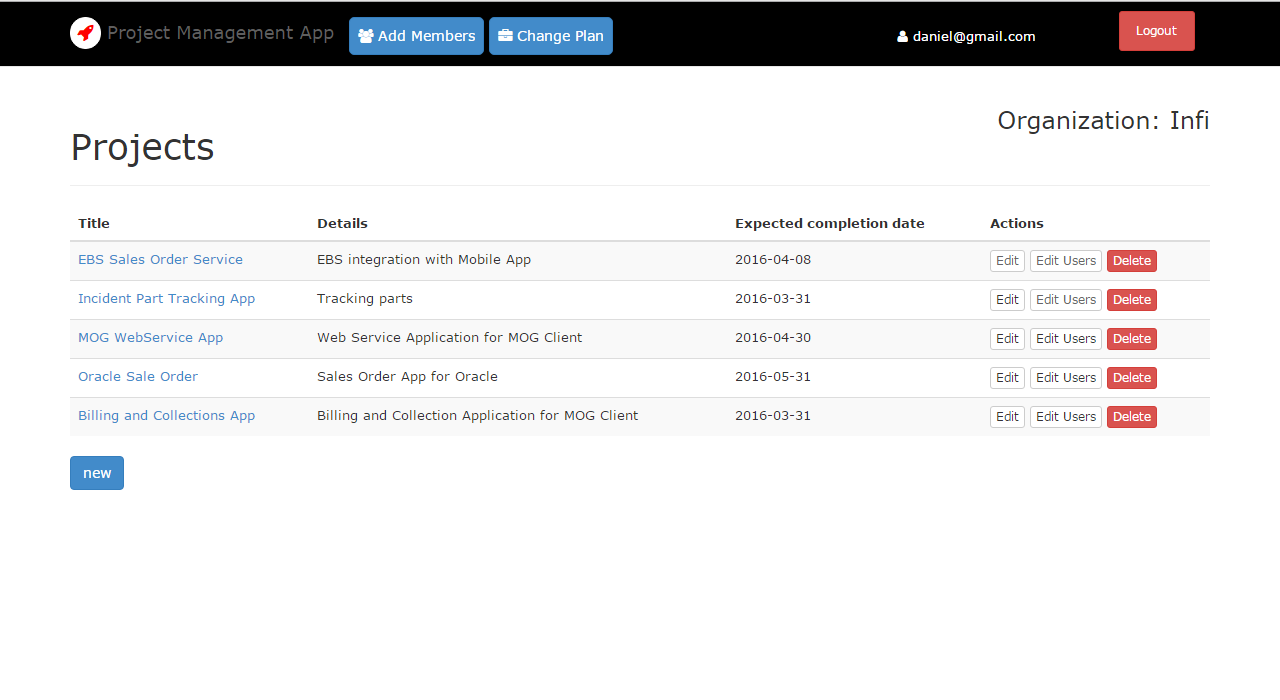 Project Management App Add Members Change Plan daniel@gmail.com Logout
Organization: Infi
Projects
Title Details Expected completion date Actions
EBS Sales Order Service EBS integration with Mobile App 2016-04-08 Edit Edit Users Delete
Incident Part Tracking App Tracking parts 2016-03-31 Edit Edit Users Delete
MOG WebService App Web Service Application for MOG Client 2016-04-30 Edit Edit Users Delete
Oracle Sale Order Sales Order App for Oracle 2016-05-31 Edit Edit Users Delete
Billing and Collections App Billing and Collection Application for MOG Client 2016-03-31 Edit Edit Users Delete
new